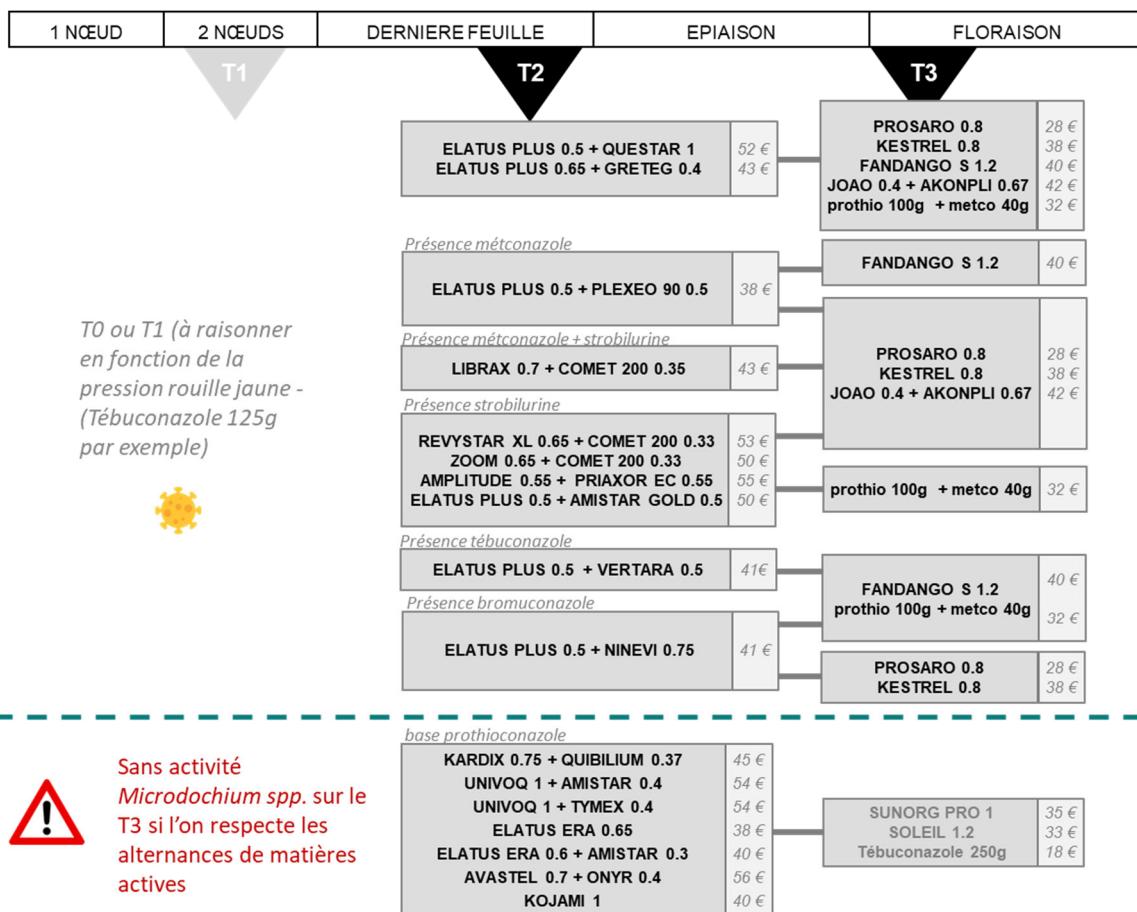 1 NŒUD
2 NŒUDS
DERNIERE FEUILLE
EPIAISON
FLORAISON
T1
T2
T3
ELATUS PLUS 0.5 + QUESTAR 1 52 €
ELATUS PLUS 0.65 + GRETEG 0.4 43 €
PROSARO 0.8 28 €
KESTREL 0.8 38 €
FANDANGO S 1.2 40 €
JOAO 0.4 + AKONPLI 0.67 42 €
prothio 100g + metco 40g 32 €
Présence métconazole
ELATUS PLUS 0.5 + PLEXEO 90 0.5 38 €
FANDANGO S 1.2 40 €
T0 ou T1 (à raisonner
en fonction de la
pression rouille jaune -
(Tébuconazole 125g
par exemple)
Présence métconazole + strobilurine
LIBRAX 0.7 + COMET 200 0.35 43 €
PROSARO 0.8 28 €
KESTREL 0.8 38 €
JOAO 0.4 + AKONPLI 0.67 42 €
Présence strobilurine
REVYSTAR XL 0.65 + COMET 200 0.33 53 €
ZOOM 0.65 + COMET 200 0.33 50 €
AMPLITUDE 0.55 + PRIAXOR EC 0.55 55 €
ELATUS PLUS 0.5 + AMISTAR GOLD 0.5 50 €
prothio 100g + metco 40g 32 €
Présence tébuconazole
ELATUS PLUS 0.5 + VERTARA 0.5 41€
FANDANGO S 1.2 40 €
prothio 100g + metco 40g 32 €
Présence bromuconazole
ELATUS PLUS 0.5 + NINEVI 0.75 41 €
PROSARO 0.8 28 €
KESTREL 0.8 38 €
Sans activité
Microdochium spp. sur le
T3 si l'on respecte les
alternances de matières
actives
base prothioconazole
KARDIX 0.75 + QUIBILIUM 0.37 45 €
UNIVOQ 1 + AMISTAR 0.4 54 €
UNIVOQ 1 + TYMEX 0.4 54 €
ELATUS ERA 0.65 38 €
ELATUS ERA 0.6 + AMISTAR 0.3 40 €
AVASTEL 0.7 + ONYR 0.4 56 €
KOJAMI 1 40 €
SUNORG PRO 1 35 €
SOLEIL 1.2 33 €
Tébuconazole 250g 18 €